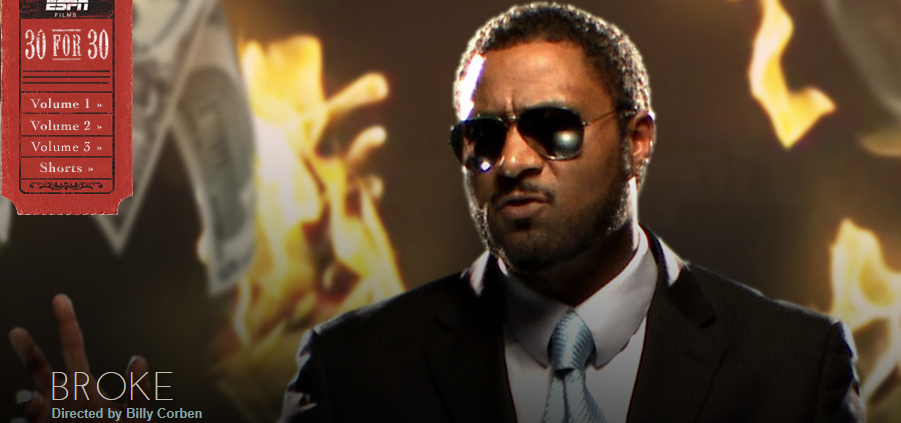 ESPN
FILMS
30 FOR 30
Volume 1 »
Volume 2 »
Volume 3 »
Shorts »
BROKE
Directed by Billy Corben